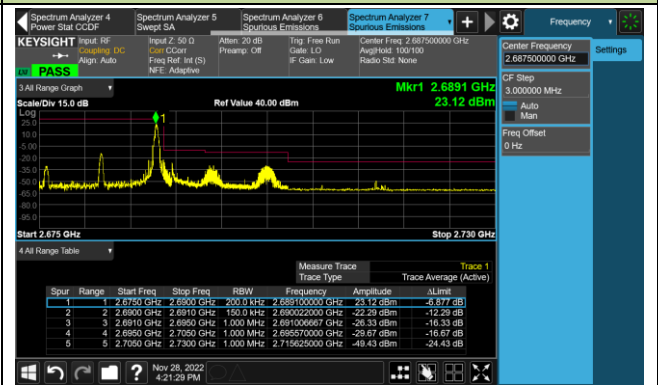 Spectrum Analyzer 4
Power Stat CCDF
Spectrum Analyzer 5
Swept SA
Spectrum Analyzer 6
Spurious Emissions
Spectrum Analyzer 7
Spurious Emissions
Frequency
KEYSIGHT
Input: RF
Coupling: DC
Align: Auto
Input Z: 50 Ω
Corr CCorr
Freq Ref: Int (S)
NFE: Adaptive
Atten: 20 dB
Preamp: Off
Trig: Free Run
Gate: LO
IF Gain: Low
Center Freq: 2.687500000 GHz
Avg|Hold: 100/100
Radio Std: None
LXI PASS
Center Frequency
2.687500000 GHz
Settings
CF Step
3.000000 MHz
Auto
Man
Freq Offset
0 Hz
3 All Range Graph
Mkr1 2.6891 GHz
23.12 dBm
Scale/Div 15.0 dB
Ref Value 40.00 dBm
Log
25.0
10.0
-5.00
-20.0
-35.0
-50.0
-65.0
-80.0
-95.0
1
Start 2.675 GHz
Stop 2.730 GHz
4 All Range Table
Measure Trace Trace 1
Trace Type Trace Average (Active)
Spur Range Start Freq Stop Freq RBW Frequency Amplitude ΔLimit
1 1 2.6750 GHz 2.6900 GHz 200.0 kHz 2.689100000 GHz 23.12 dBm -6.877 dB
2 2 2.6900 GHz 2.6910 GHz 150.0 kHz 2.690022000 GHz -22.29 dBm -12.29 dB
3 3 2.6910 GHz 2.6950 GHz 1.000 MHz 2.691006667 GHz -26.33 dBm -16.33 dB
4 4 2.6950 GHz 2.7050 GHz 1.000 MHz 2.695570000 GHz -29.67 dBm -16.67 dB
5 5 2.7050 GHz 2.7300 GHz 1.000 MHz 2.715625000 GHz -49.43 dBm -24.43 dB
Nov 28, 2022
4:21:29 PM